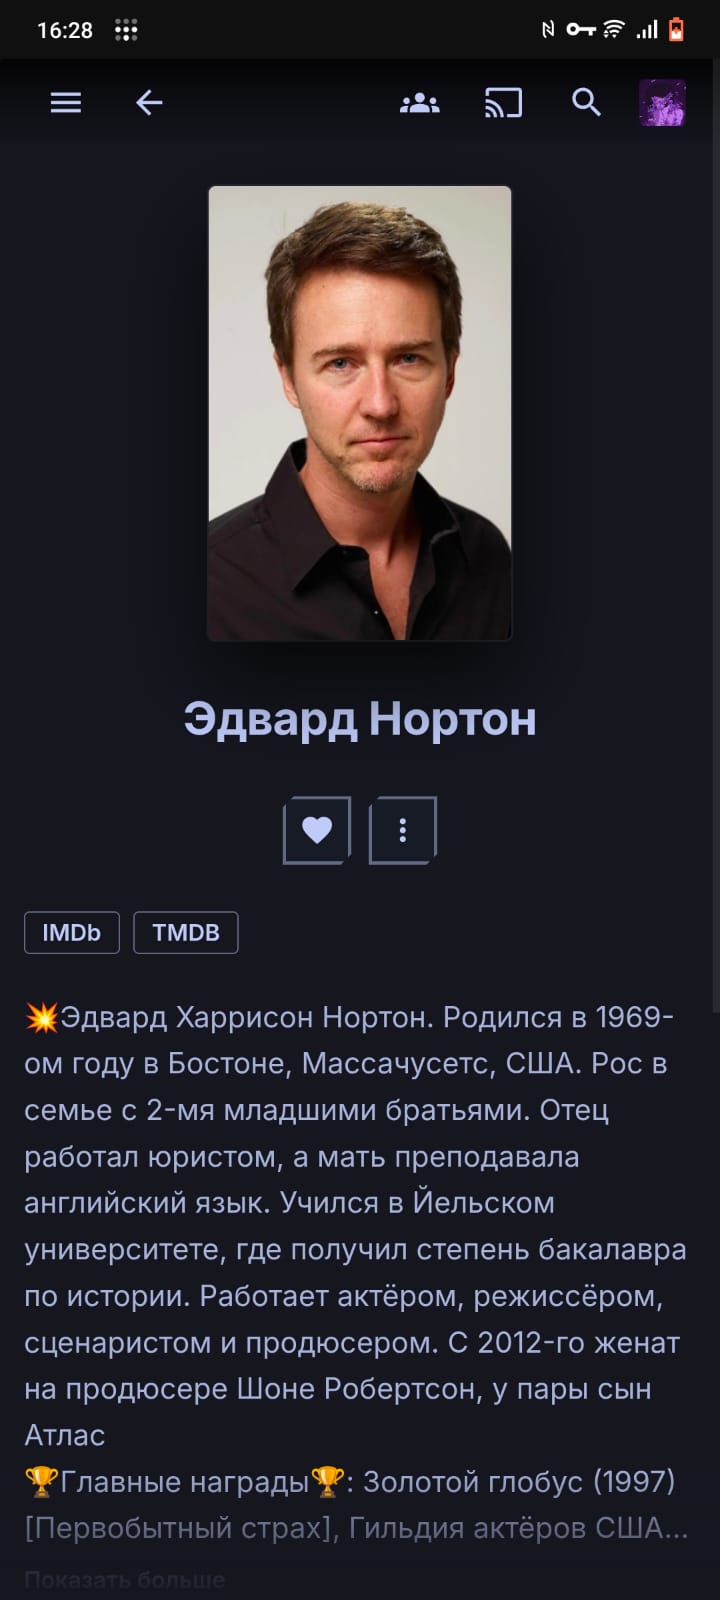 16:28
Эдвард Нортон
IMDb TMDB
💥Эдвард Харрисон Нортон. Родился в 1969-
ом году в Бостоне, Массачусетс, США. Рос в
семье с 2-мя младшими братьями. Отец
работал юристом, а мать преподавала
английский язык. Учился в Йельском
университете, где получил степень бакалавра
по истории. Работает актёром, режиссёром,
сценаристом и продюсером. С 2012-го женат
на продюсере Шоне Робертсон, у пары сын
Атлас
🏆Главные награды🏆: Золотой глобус (1997)
[Первобытный страх], Гильдия актёров США...
Показать больше